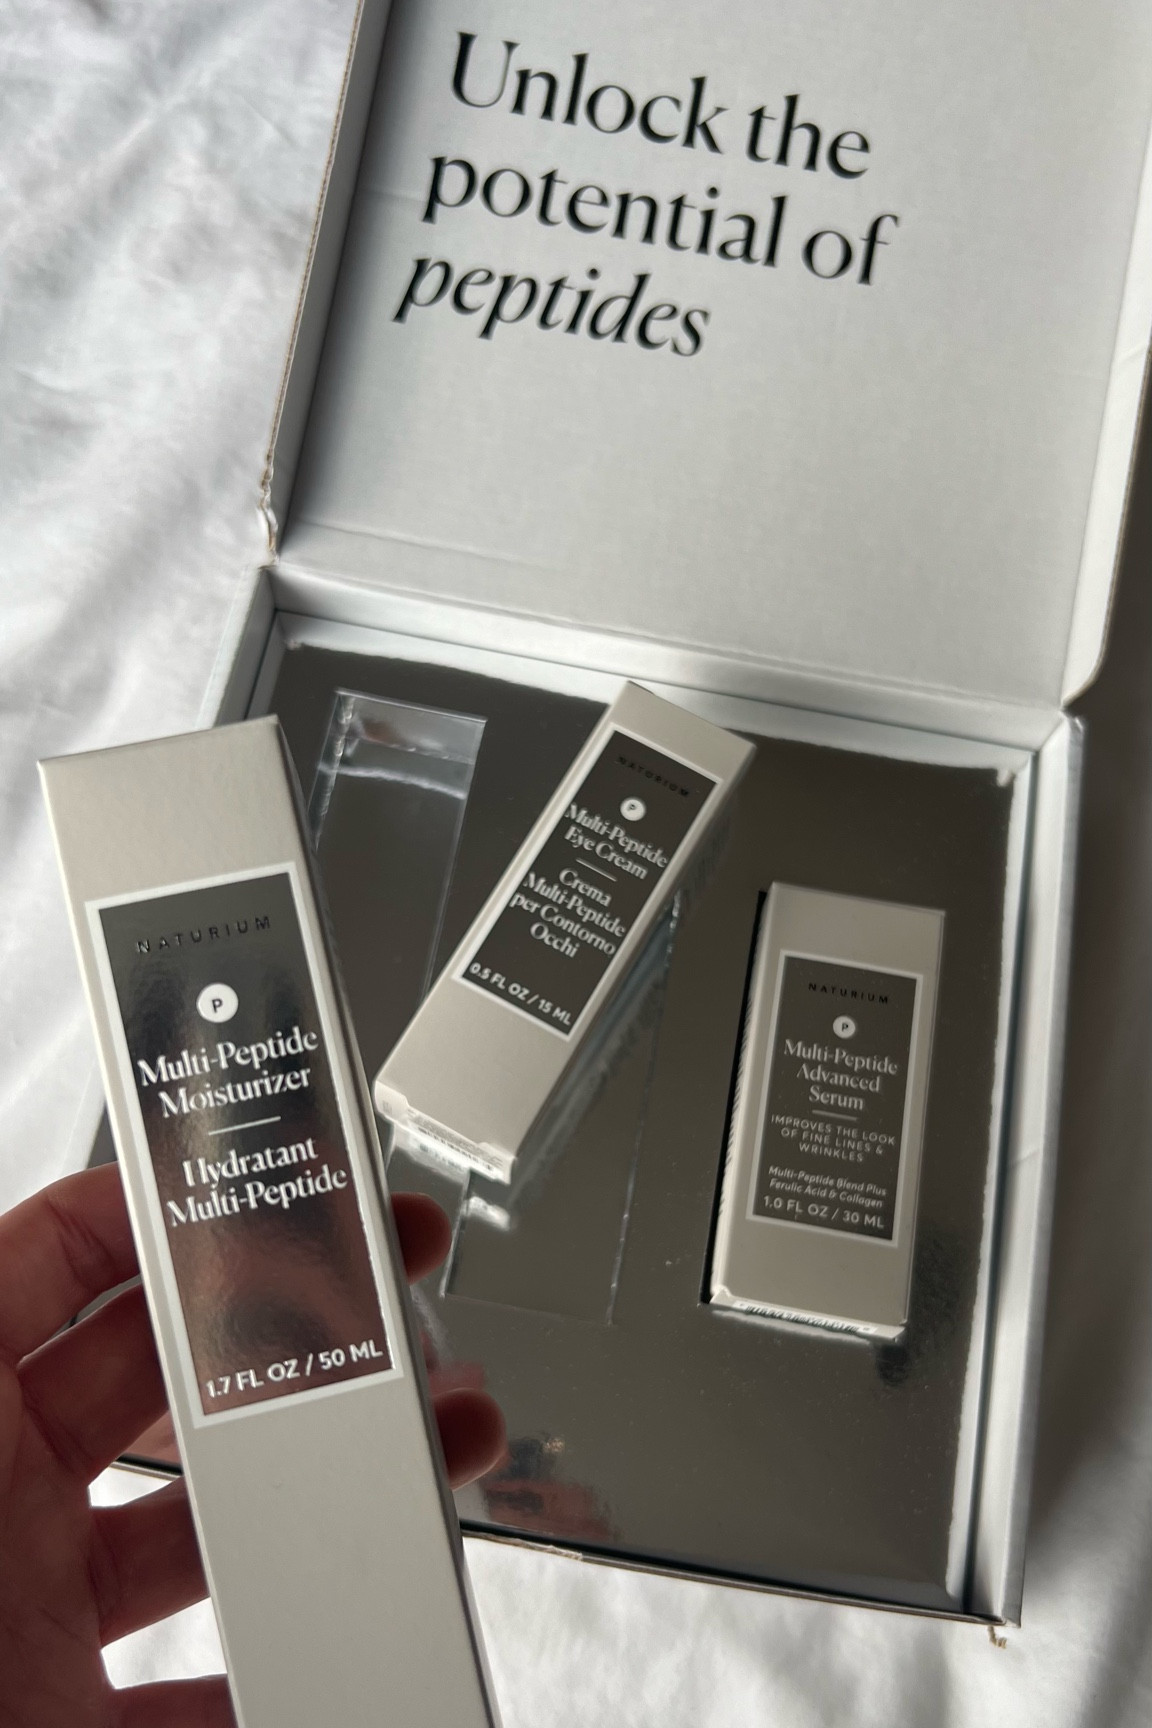 Unlock the
potential of
peptides
NATURIUM
P
Multi-Peptide
Moisturizer
Hydratant
Multi-Peptide
1.7 FL OZ / 50 ML
NATURIUM
P
Multi-Peptide
Eye Cream
Crema
Multi-Peptide
per Contorno
Occhi
0.5 FL OZ / 15 ML
NATURIUM
P
Multi-Peptide
Advanced
Serum
IMPROVES THE LOOK
OF FINE LINES &
WRINKLES
Multi-Peptide Blend Plus
Ferulic Acid & Collagen
1.0 FL OZ / 30 ML